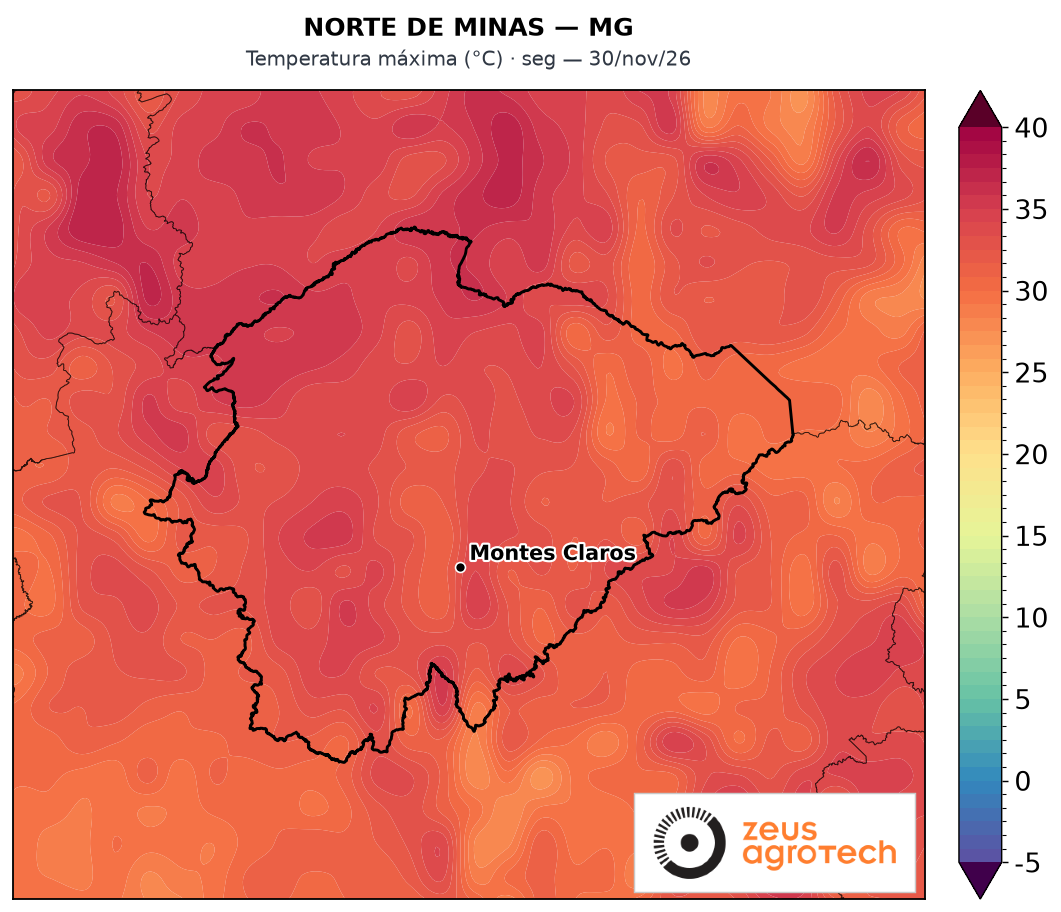 NORTE DE MINAS — MG
Temperatura máxima (°C) · seg — 30/nov/26
40
35
30
25
20
15
10
5
0
-5
Montes Claros
zeus
agrotech